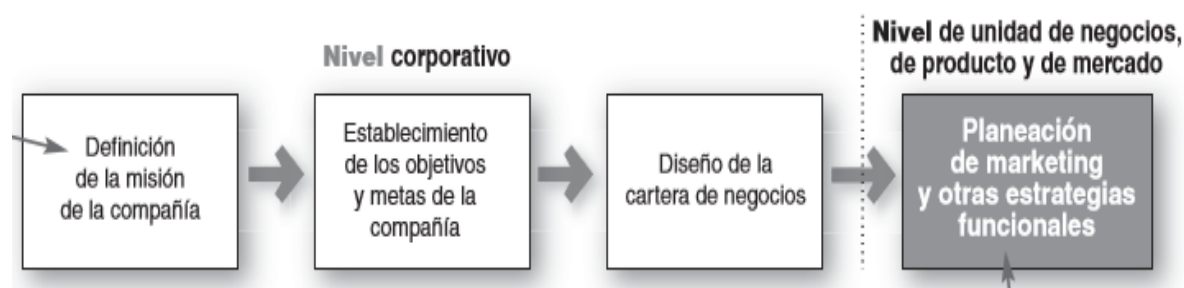 Nivel corporativo
Nivel de unidad de negocios,
de producto y de mercado
Definición
de la misión
de la compañía
Establecimiento
de los objetivos
y metas de la
compañía
Diseño de la
cartera de negocios
Planeación
de marketing
y otras estrategias
funcionales